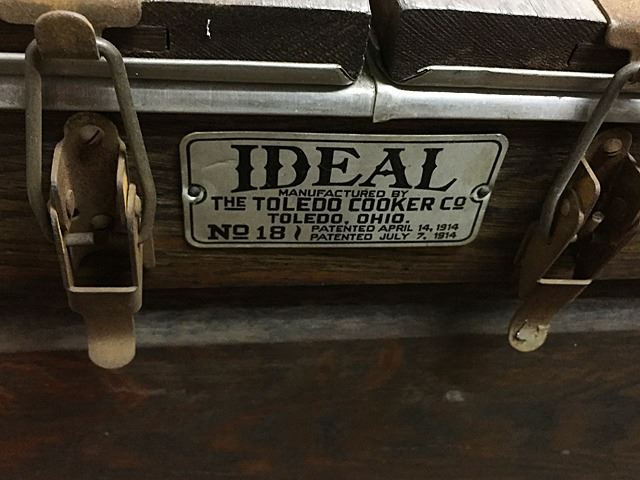 IDEAL
MANUFACTURED BY
THE TOLEDO COOKER CO
TOLEDO, OHIO.
NO 18 PATENTED APRIL 14, 1914
PATENTED JULY 7, 1914